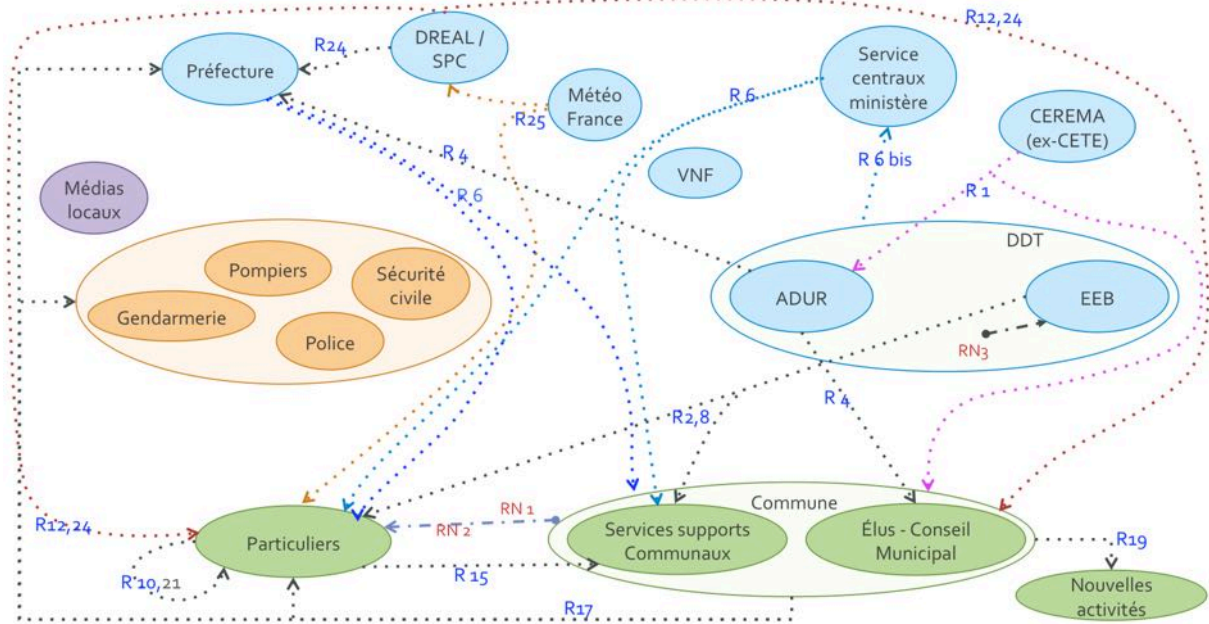 R12,24
DREAL /
SPC
R24
Préfecture
Service
centraux
ministère
Météo
France
R25
R 6
CEREMA
(ex-CETE)
R 4
R 6 bis
VNF
Médias
locaux
R 6
R 1
DDT
Pompiers
Sécurité
civile
Gendarmerie
Police
ADUR
EEB
RN3
R2,8
R 4
Commune
RN 1
RN 2
R12,24
Particuliers
Services supports
Communaux
Élus - Conseil
Municipal
R19
R 10,21
R 15
Nouvelles
activités
R17